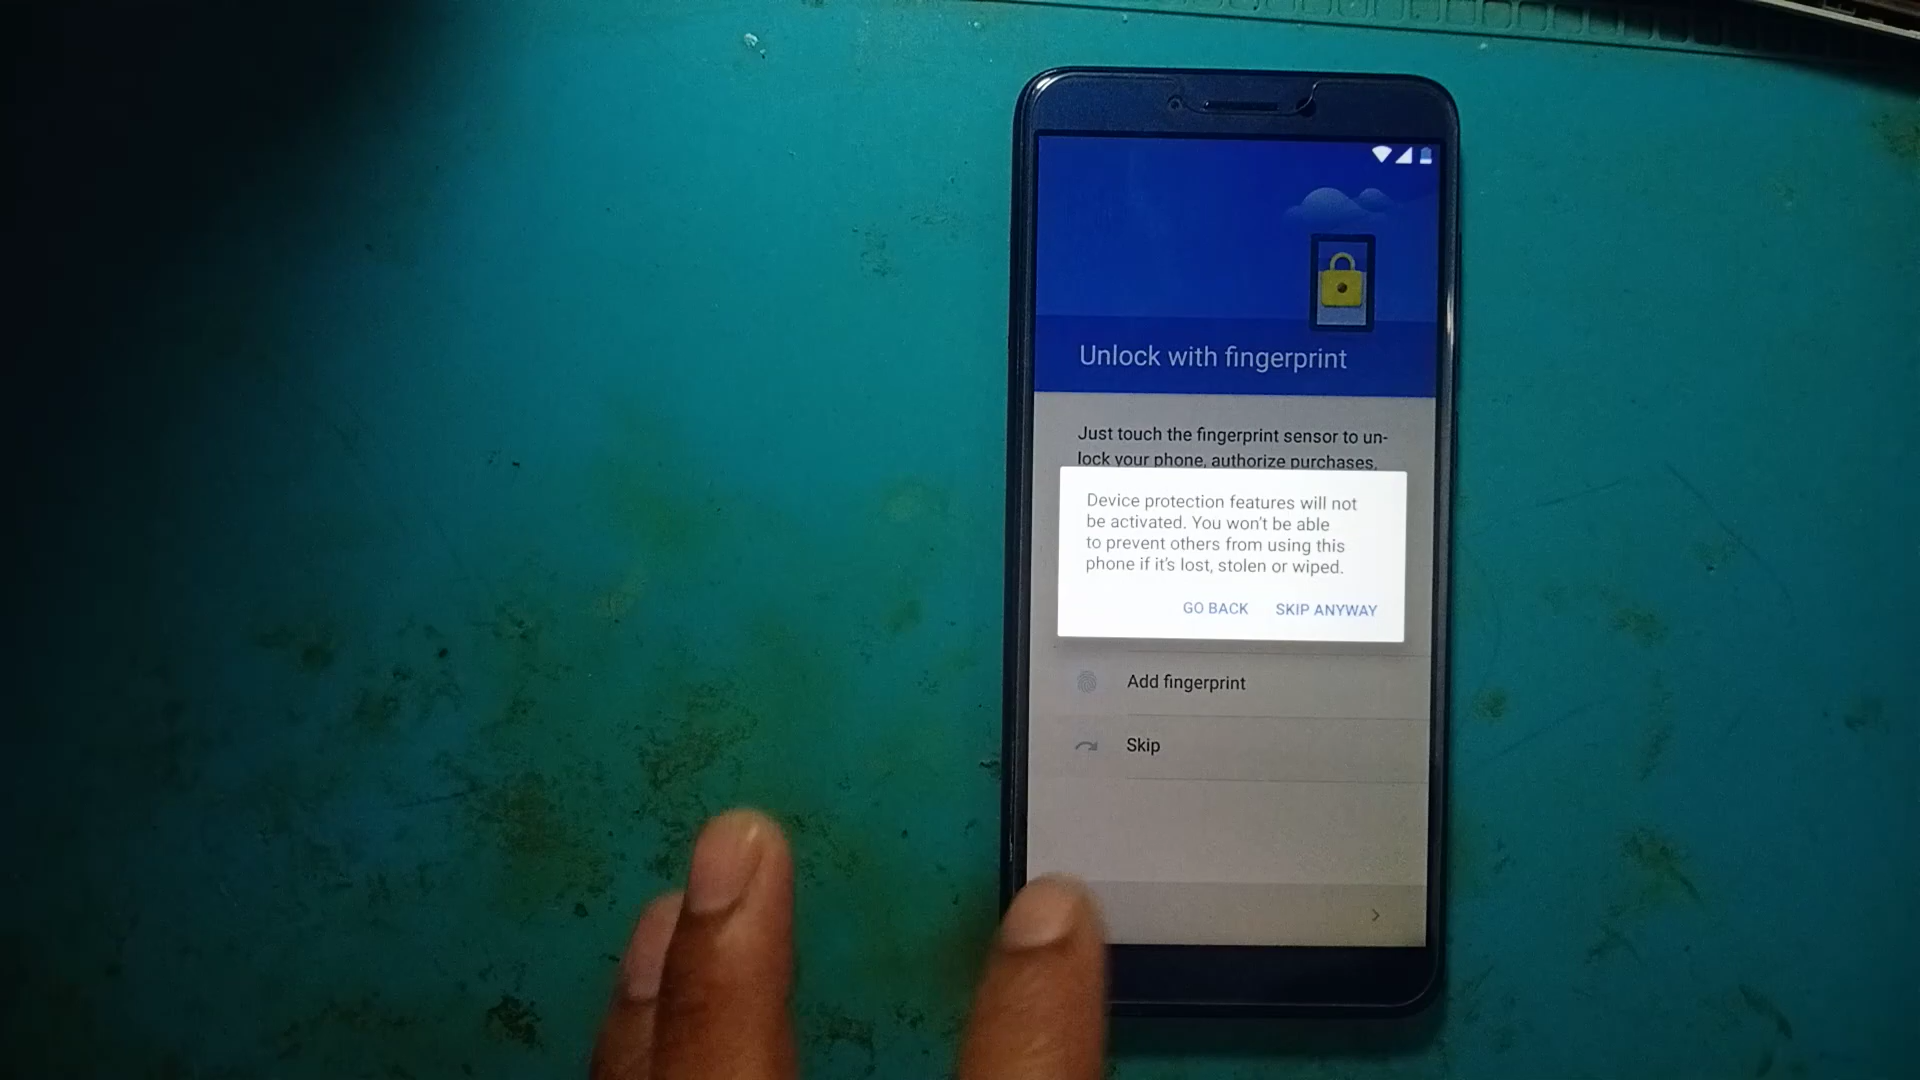 Unlock with fingerprint
Just touch the fingerprint sensor to un-
lock your phone, authorize purchases,
Device protection features will not
be activated. You won't be able
to prevent others from using this
phone if it's lost, stolen or wiped.
GO BACK SKIP ANYWAY
Add fingerprint
Skip